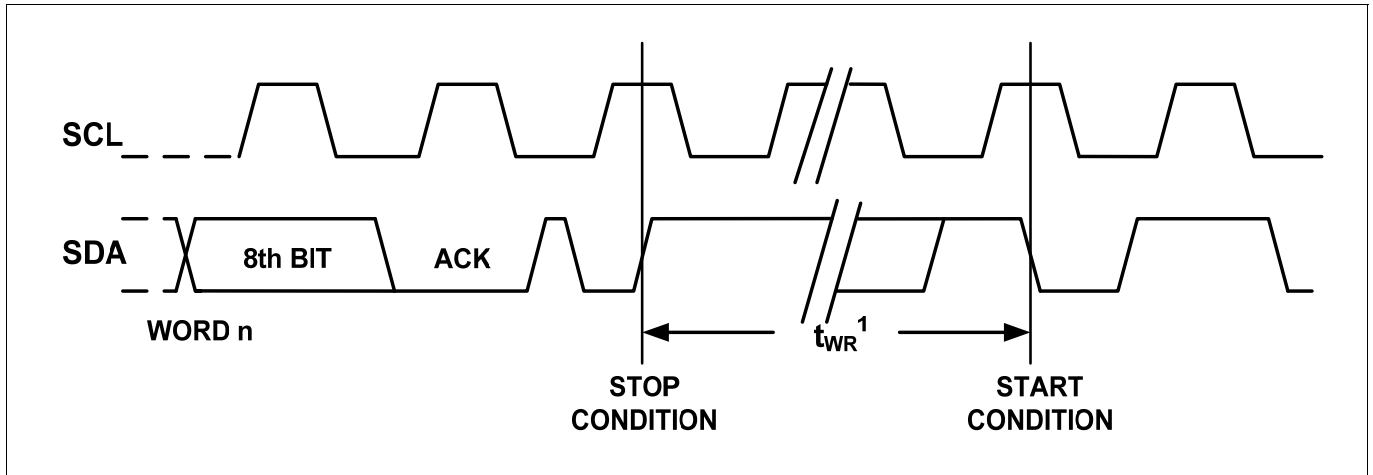 SCL
SDA
8th BIT
ACK
WORD n
tWR1
STOP
CONDITION
START
CONDITION